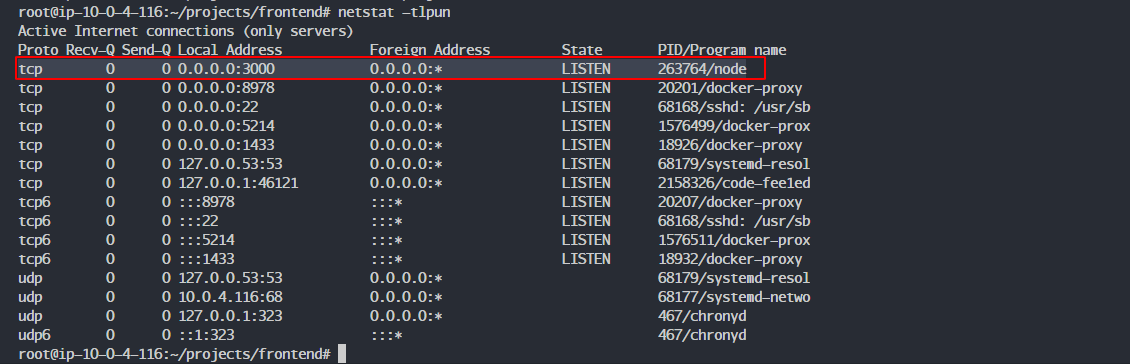 root@ip-10-0-4-116:~/projects/frontend# netstat -tlpun
Active Internet connections (only servers)
Proto Recv-Q Send-Q Local Address           Foreign Address         State       PID/Program name
tcp        0      0 0.0.0.0:3000            0.0.0.0:*               LISTEN      263764/node
tcp        0      0 0.0.0.0:8978            0.0.0.0:*               LISTEN      20201/docker-proxy
tcp        0      0 0.0.0.0:22              0.0.0.0:*               LISTEN      68168/sshd: /usr/sb
tcp        0      0 0.0.0.0:5214            0.0.0.0:*               LISTEN      1576499/docker-prox
tcp        0      0 0.0.0.0:1433            0.0.0.0:*               LISTEN      18926/docker-proxy
tcp        0      0 127.0.0.53:53           0.0.0.0:*               LISTEN      68179/systemd-resol
tcp        0      0 127.0.0.1:46121         0.0.0.0:*               LISTEN      2158326/code-fee1ed
tcp6       0      0 :::8978                 :::*                    LISTEN      20207/docker-proxy
tcp6       0      0 :::22                   :::*                    LISTEN      68168/sshd: /usr/sb
tcp6       0      0 :::5214                 :::*                    LISTEN      1576511/docker-prox
tcp6       0      0 :::1433                 :::*                    LISTEN      18932/docker-proxy
udp        0      0 127.0.0.53:53           0.0.0.0:*                           68179/systemd-resol
udp        0      0 10.0.4.116:68           0.0.0.0:*                           68177/systemd-netwo
udp        0      0 127.0.0.1:323           0.0.0.0:*                           467/chronyd
udp6       0      0 ::1:323                 :::*                                467/chronyd
root@ip-10-0-4-116:~/projects/frontend#